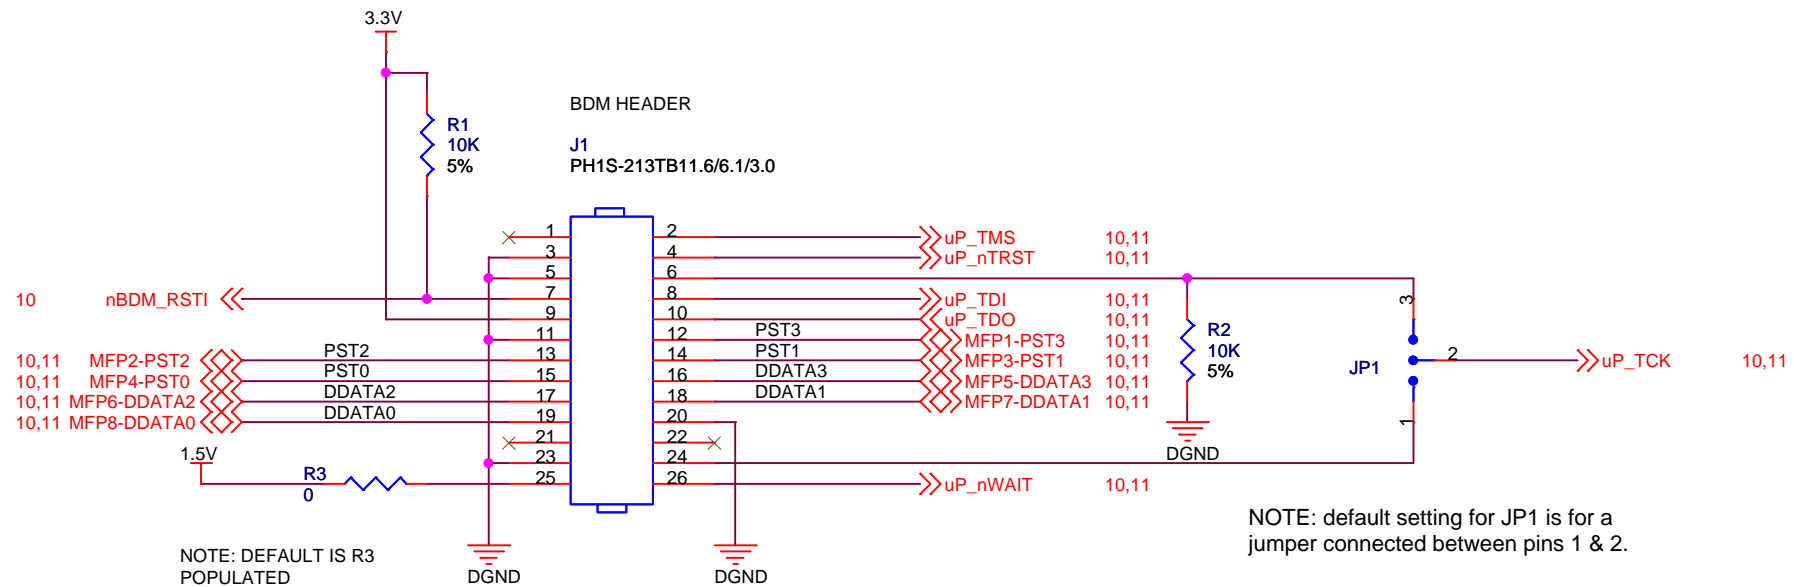 3.3V
BDM HEADER
R1
10K
5%
J1
PH1S-213TB11.6/6.1/3.0
1 2 uP_TMS 10,11
3 4 uP_nTRST 10,11
5 6
10 nBDM_RSTI 7 8 uP_TDI 10,11
9 10 uP_TDO 10,11
11 12 PST3 MFP1-PST3 10,11
10,11 MFP2-PST2 PST2 13 14 PST1 MFP3-PST1 10,11
10,11 MFP4-PST0 PST0 15 16 DDATA3 MFP5-DDATA3 10,11
10,11 MFP6-DDATA2 DDATA2 17 18 DDATA1 MFP7-DDATA1 10,11
10,11 MFP8-DDATA0 DDATA0 19 20
21 22
23 24
25 26 uP_nWAIT 10,11
1.5V
R3
0
R2
10K
5%
DGND
3
JP1
2 uP_TCK 10,11
1
NOTE: DEFAULT IS R3
POPULATED
DGND
DGND
NOTE: default setting for JP1 is for a
jumper connected between pins 1 & 2.